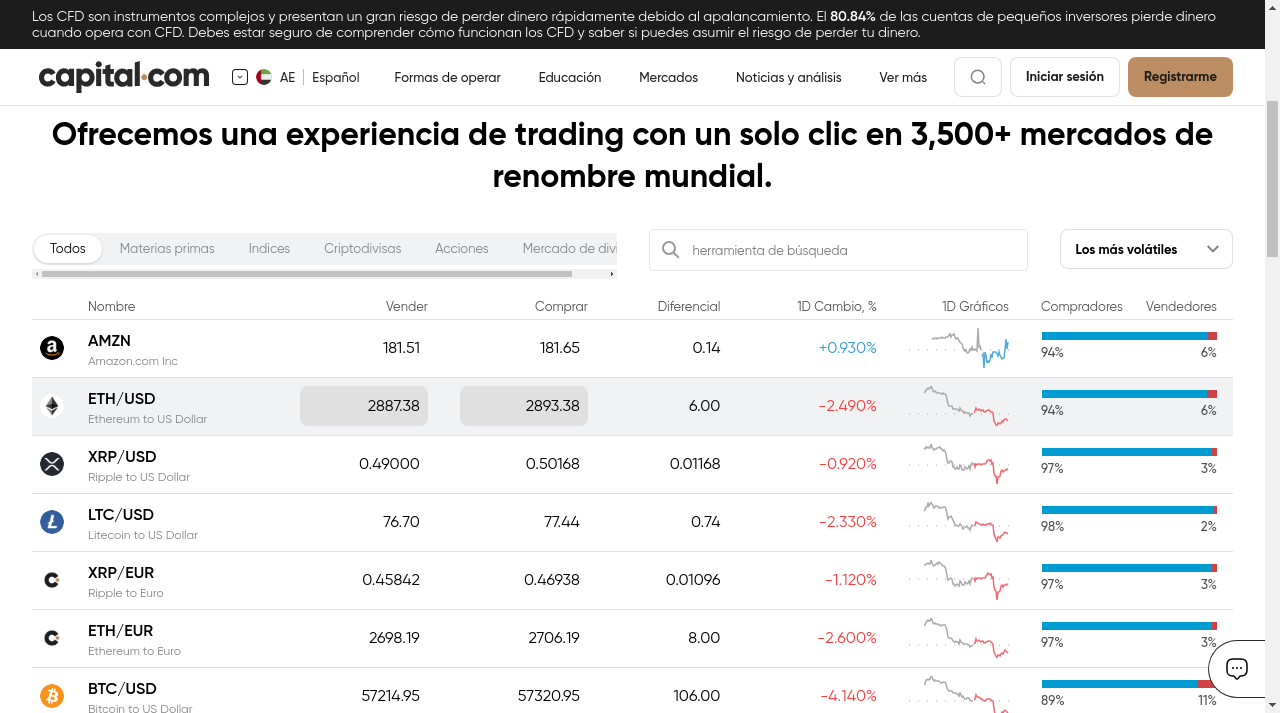 Los CFD son instrumentos complejos y presentan un gran riesgo de perder dinero rápidamente debido al apalancamiento. El 80.84% de las cuentas de pequeños inversores pierde dinero
cuando opera con CFD. Debes estar seguro de comprender cómo funcionan los CFD y saber si puedes asumir el riesgo de perder tu dinero.
capital.com AE Español Formas de operar Educación Mercados Noticias y análisis Ver más Iniciar sesión Registrarme
Ofrecemos una experiencia de trading con un solo clic en 3,500+ mercados de
renombre mundial.
Todos Materias primas Indices Criptodivisas Acciones Mercado de divi herramienta de búsqueda Los más volátiles
Nombre Vender Comprar Diferencial 1D Cambio, % 1D Gráficos Compradores Vendedores
AMZN 181.51 181.65 0.14 +0.930% 94% 6%
Amazon.com Inc
ETH/USD 2887.38 2893.38 6.00 -2.490% 94% 6%
Ethereum to US Dollar
XRP/USD 0.49000 0.50168 0.01168 -0.920% 97% 3%
Ripple to US Dollar
LTC/USD 76.70 77.44 0.74 -2.330% 98% 2%
Litecoin to US Dollar
XRP/EUR 0.45842 0.46938 0.01096 -1.120% 97% 3%
Ripple to Euro
ETH/EUR 2698.19 2706.19 8.00 -2.600% 97% 3%
Ethereum to Euro
BTC/USD 57214.95 57320.95 106.00 -4.140% 89% 11%
Bitcoin to US Dollar